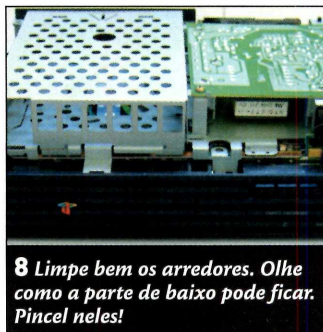 8 Limpe bem os arredores. Olhe
como a parte de baixo pode ficar.
Pincel neles!